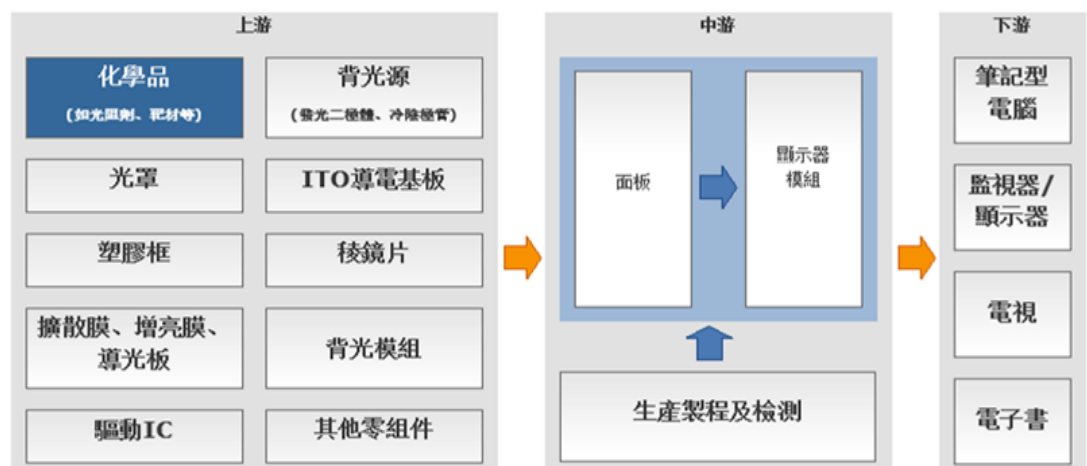 上游
化學品
(如光阻劑、靶材等)
背光源
(發光二極體、冷陰極管)
光罩
ITO導電基板
塑膠框
稜鏡片
擴散膜、增亮膜、
導光板
背光模組
驅動IC
其他零組件
中游
面板
顯示器
模組
生產製程及檢測
下游
筆記型
電腦
監視器/
顯示器
電視
電子書